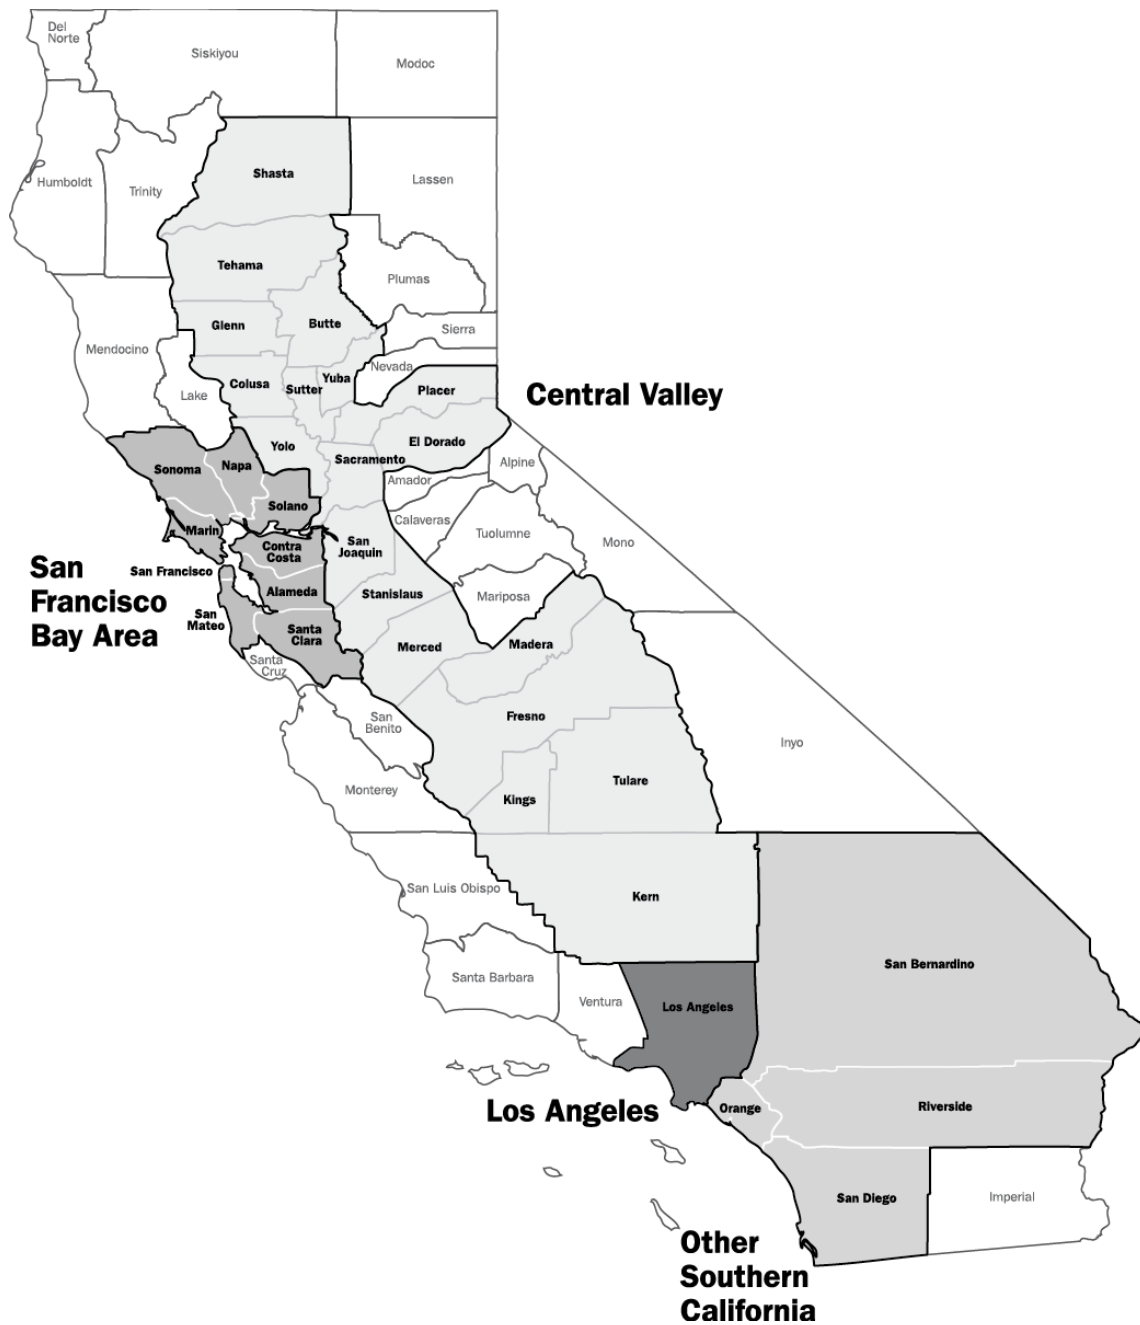 Del
Norte
Siskiyou
Modoc
Shasta
Humboldt
Trinity
Lassen
Tehama
Plumas
Glenn
Butte
Sierra
Mendocino
Nevada
Lake
Colusa
Sutter
Yuba
Placer
Central Valley
Yolo
El Dorado
Sonoma
Napa
Sacramento
Alpine
Amador
Solano
Calaveras
Marin
Tuolumne
Mono
Contra
Costa
San
Joaquin
San
Francisco
Bay Area
San Francisco
Alameda
Stanislaus
Mariposa
San
Mateo
Santa
Clara
Merced
Madera
Santa
Cruz
San
Benito
Fresno
Inyo
Monterey
Kings
Tulare
San Luis Obispo
Kern
San Bernardino
Santa Barbara
Ventura
Los Angeles
Los Angeles
Orange
Riverside
San Diego
Imperial
Other
Southern
California